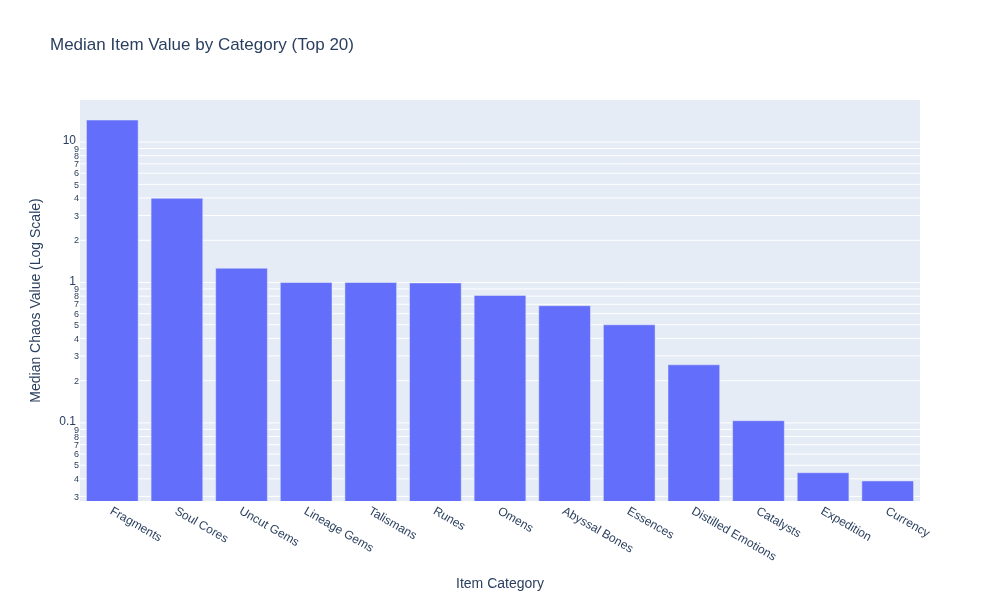 Median Item Value by Category (Top 20)
Median Chaos Value (Log Scale)
10
9
8
7
6
5
4
3
2
1
9
8
7
6
5
4
3
2
0.1
9
8
7
6
5
4
3
Fragments
Soul Cores
Uncut Gems
Lineage Gems
Talismans
Runes
Omens
Abyssal Bones
Essences
Distilled Emotions
Catalysts
Expedition
Currency
Item Category